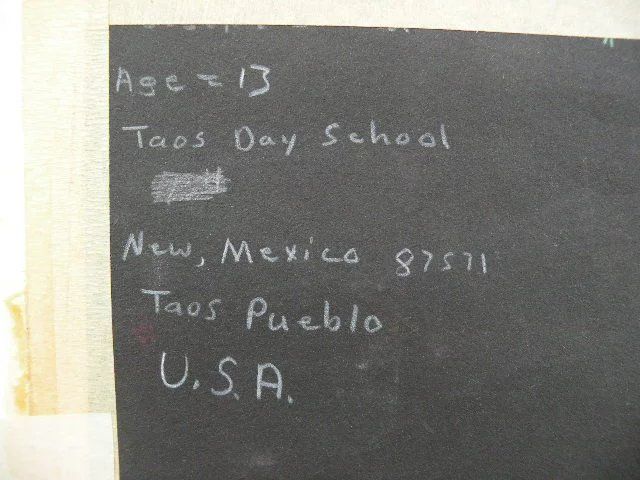 Age = 13
Taos Day School
New, Mexico 87571
Taos Pueblo
U.S.A.